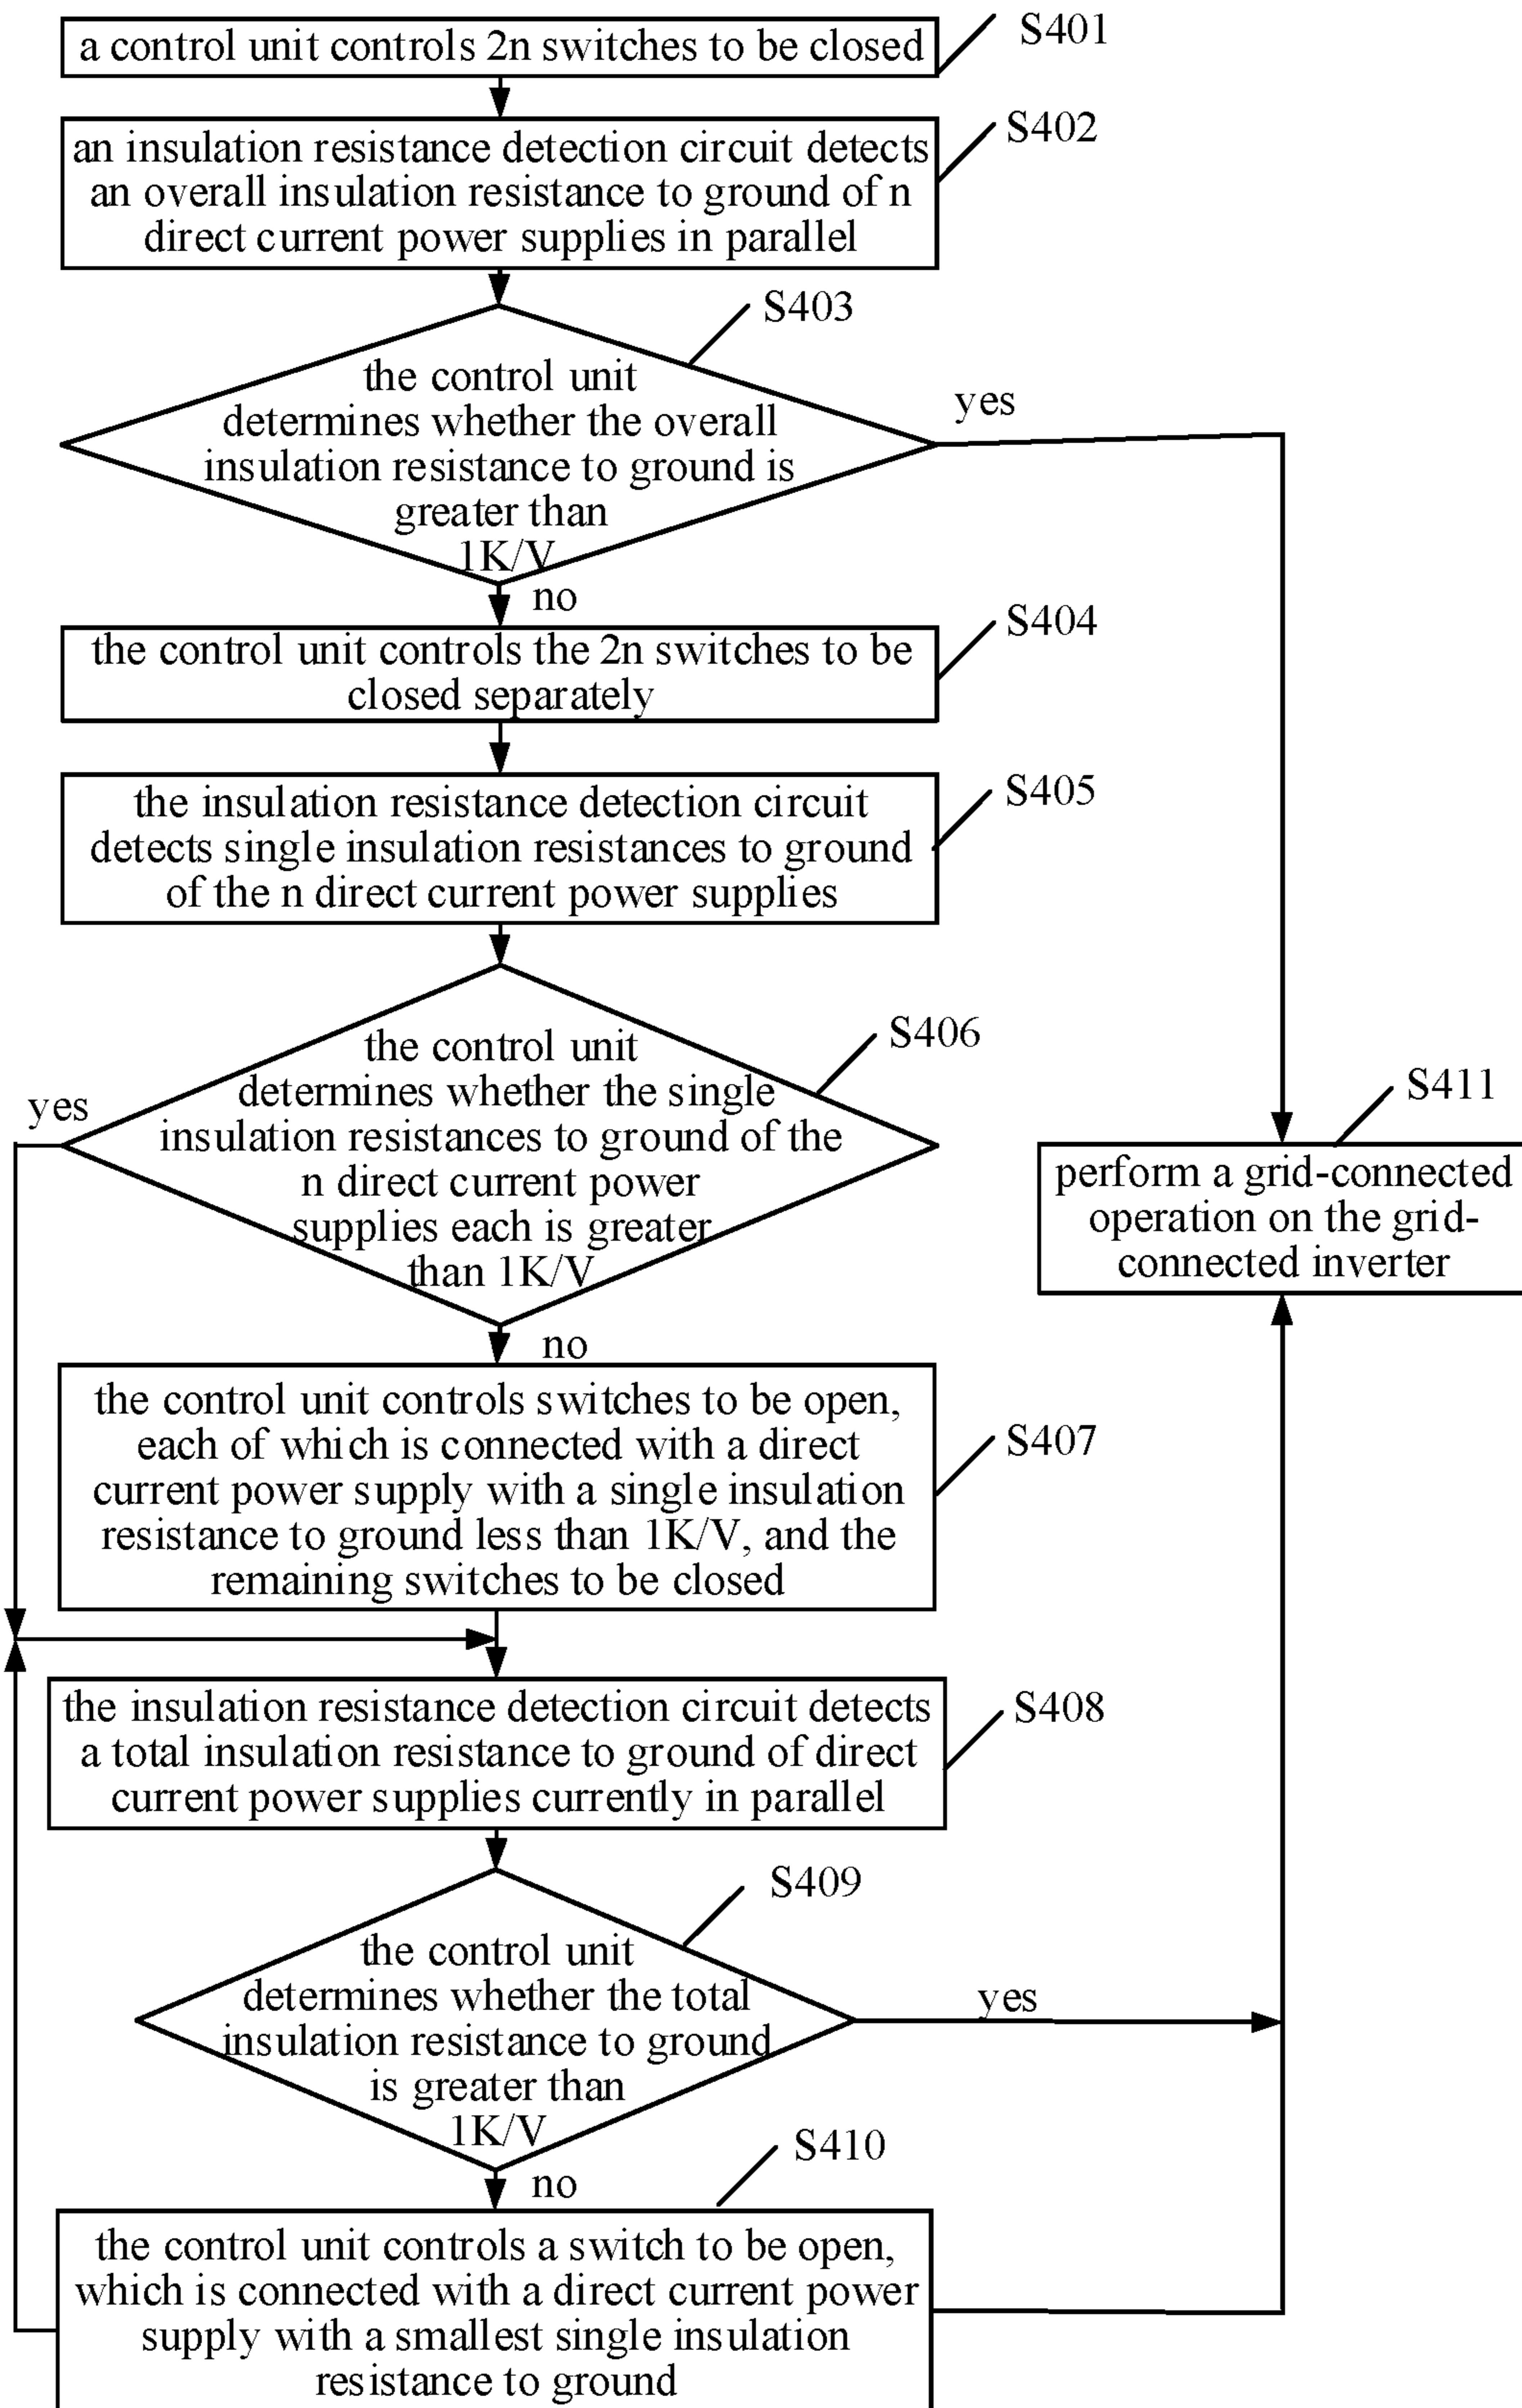 a control unit controls 2n switches to be closed
S401
an insulation resistance detection circuit detects
an overall insulation resistance to ground of n
direct current power supplies in parallel
S402
S403
the control unit
determines whether the overall
insulation resistance to ground is
greater than
1K/V
yes
no
the control unit controls the 2n switches to be
closed separately
S404
the insulation resistance detection circuit
detects single insulation resistances to ground
of the n direct current power supplies
S405
the control unit
determines whether the single
insulation resistances to ground of the
n direct current power
supplies each is greater
than 1K/V
S406
yes
no
S411
perform a grid-connected
operation on the grid-
connected inverter
the control unit controls switches to be open,
each of which is connected with a direct
current power supply with a single insulation
resistance to ground less than 1K/V, and the
remaining switches to be closed
S407
the insulation resistance detection circuit detects
a total insulation resistance to ground of direct
current power supplies currently in parallel
S408
S409
the control unit
determines whether the total
insulation resistance to ground
is greater than
1K/V
yes
no
S410
the control unit controls a switch to be open,
which is connected with a direct current power
supply with a smallest single insulation
resistance to ground